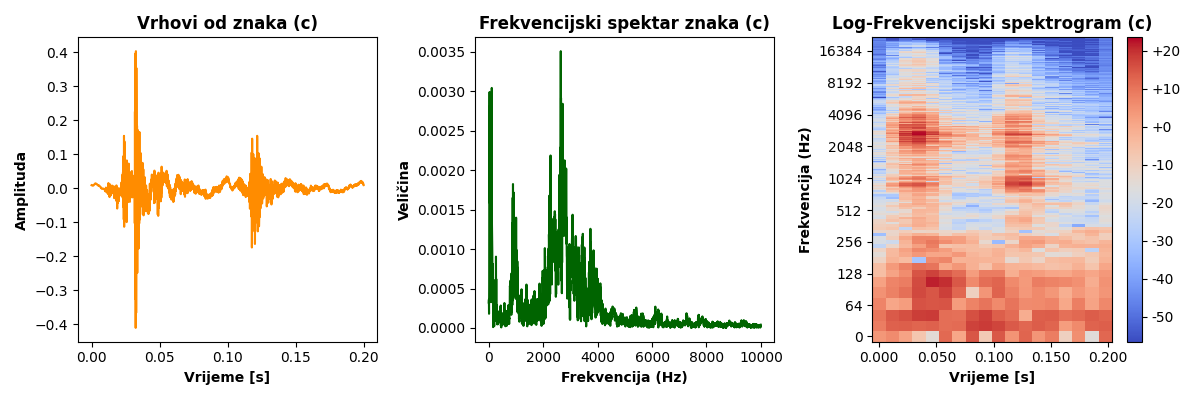 Vrhovi od znaka (c)
0.4
0.3
0.2
0.1
0.0
−0.1
−0.2
−0.3
−0.4
Amplituda
0.00 0.05 0.10 0.15 0.20
Vrijeme [s]
Frekvencijski spektar znaka (c)
0.0035
0.0030
0.0025
0.0020
0.0015
0.0010
0.0005
0.0000
Veličina
0 2000 4000 6000 8000 10000
Frekvencija (Hz)
Log-Frekvencijski spektrogram (c)
16384
8192
4096
2048
1024
512
256
128
64
0
Frekvencija (Hz)
0.000 0.050 0.100 0.150 0.200
Vrijeme [s]
+20
+10
+0
-10
-20
-30
-40
-50